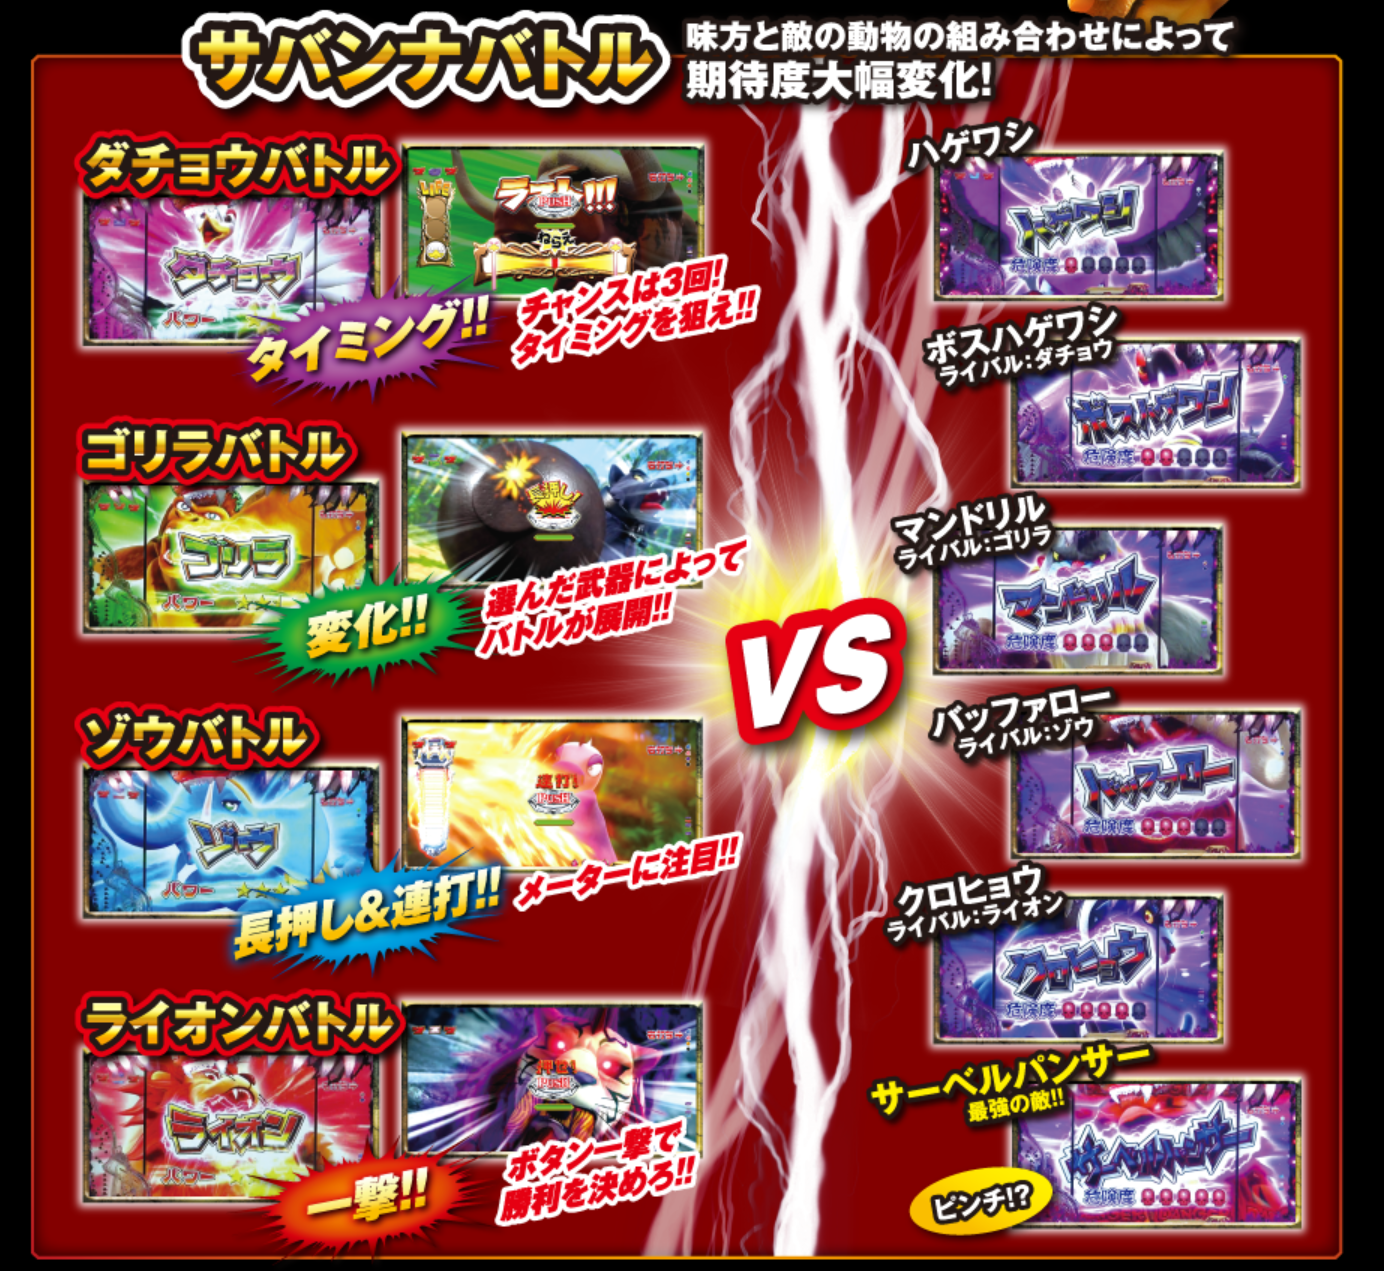 サバンナバトル
味方と敵の動物の組み合わせによって
期待度大幅変化!
ダチョウバトル
ダチョウ
パワー
タイミング!!
LIFE
ラスト!!!
PUSH
ねらえ
チャンスは3回!
タイミングを狙え!!
ゴリラバトル
ゴリラ
パワー ☆☆
変化!!
長押し!
選んだ武器によって
バトルが展開!!
ゾウバトル
ゾウ
パワー ☆☆☆
長押し&連打!!
連打!
PUSH
メーターに注目!!
ライオンバトル
ライオン
パワー
一撃!!
押せ!
PUSH
ボタン一撃で
勝利を決めろ!!
VS
ハゲワシ
ハゲワシ
危険度
ボスハゲワシ
ライバル:ダチョウ
ボスハゲワシ
危険度
マンドリル
ライバル:ゴリラ
マンドリル
危険度
バッファロー
ライバル:ゾウ
バッファロー
危険度
クロヒョウ
ライバル:ライオン
クロヒョウ
危険度
サーベルパンサー
最強の敵!!
サーベルパンサー
危険度
ピンチ!?